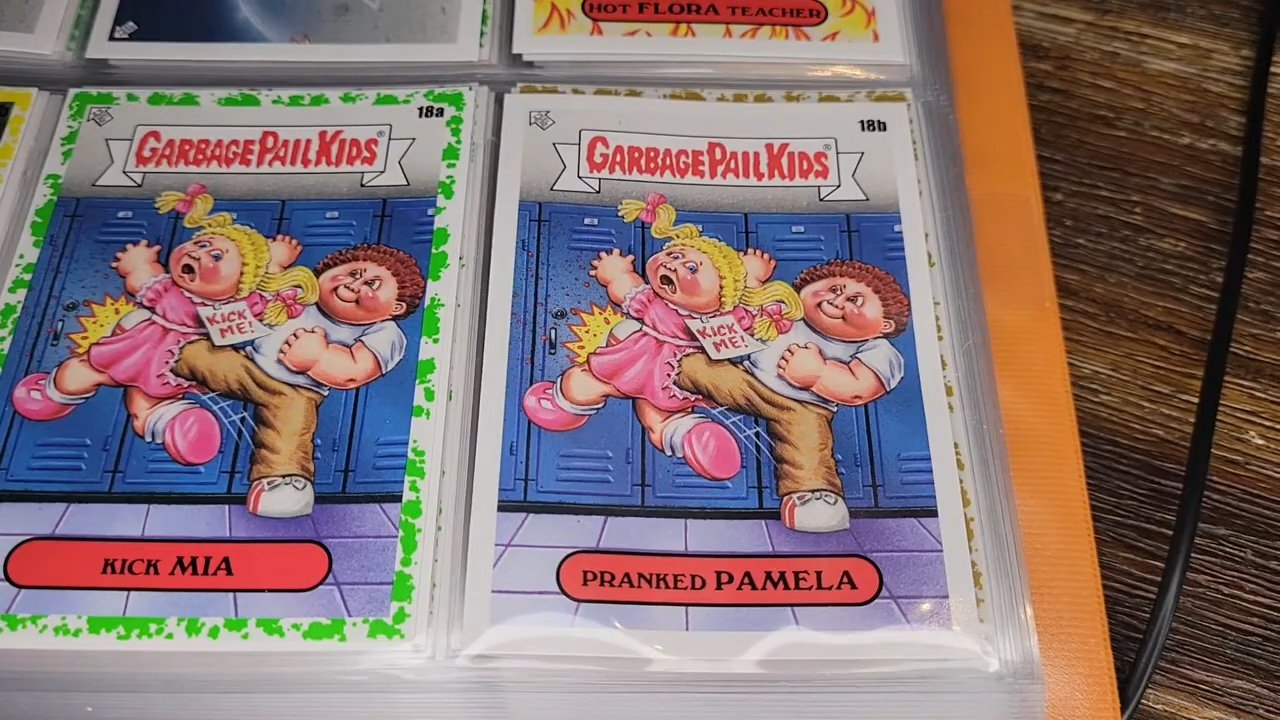 HOT FLORA TEACHER
18a
GARBAGE PAIL KIDS®
KICK
ME!
KICK MIA
18b
GARBAGE PAIL KIDS®
KICK
ME!
PRANKED PAMELA